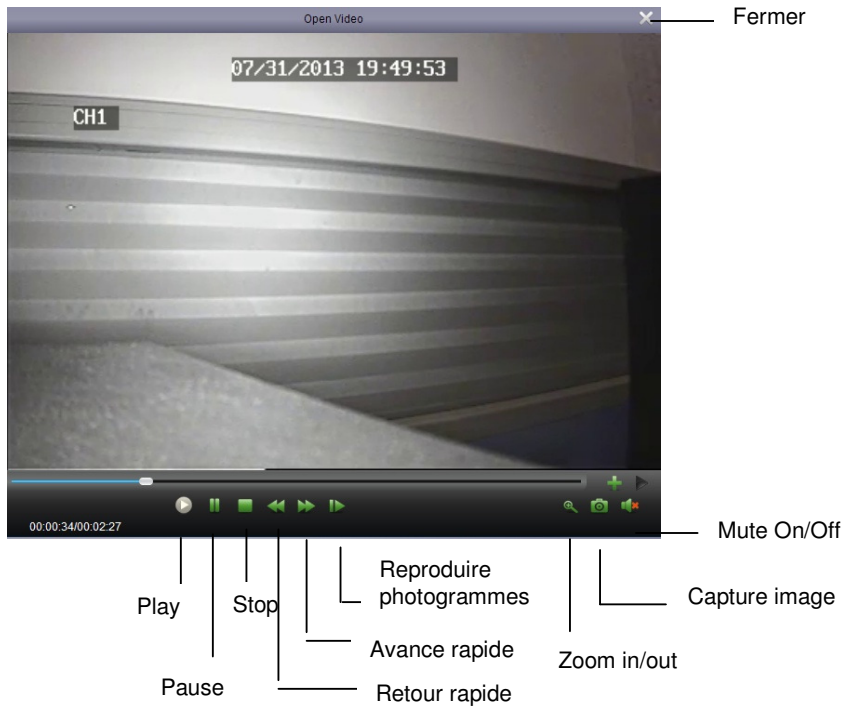 Open Video
Fermer
07/31/2013 19:49:53
CH1
00:00:34/00:02:27
Mute On/Off
Reproduire
photogrammes
Capture image
Play
Stop
Avance rapide
Zoom in/out
Pause
Retour rapide